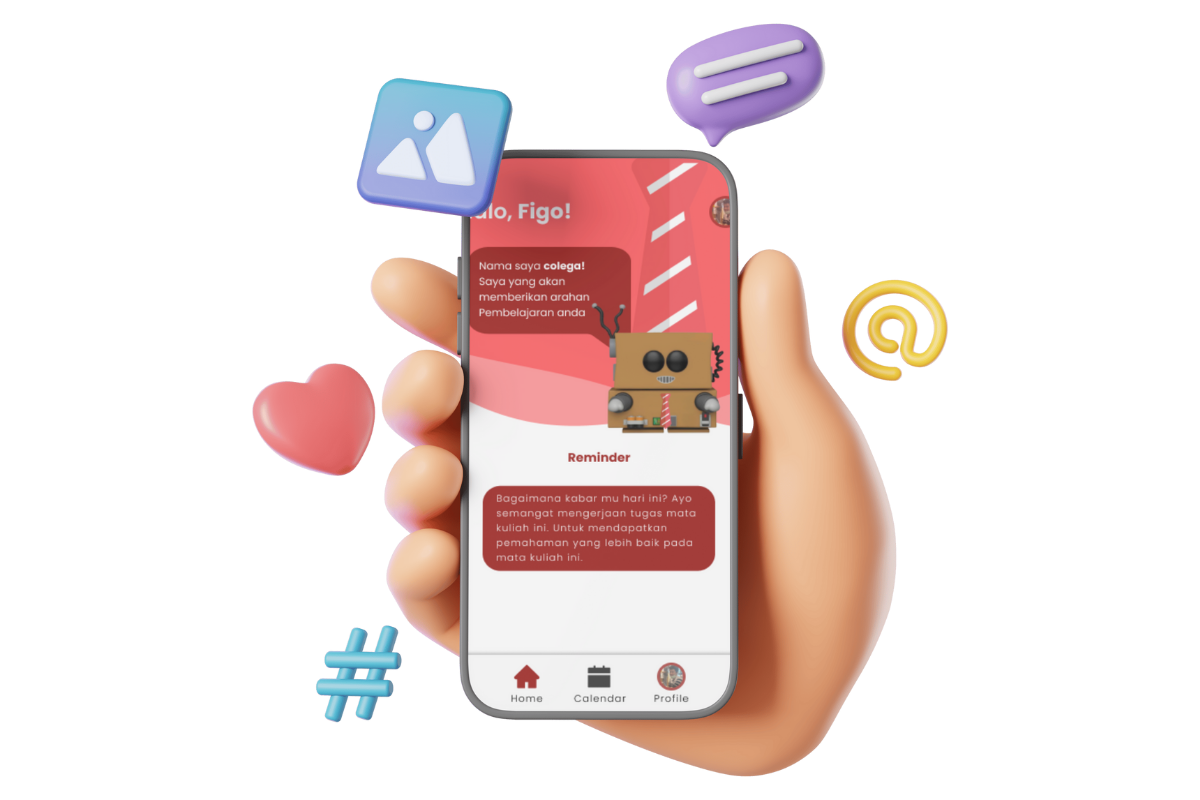 alo, Figo!
Nama saya colega!
Saya yang akan
memberikan arahan
Pembelajaran anda
Reminder
Bagaimana kabar mu hari ini? Ayo
semangat mengerjaan tugas mata
kuliah ini. Untuk mendapatkan
pemahaman yang lebih baik pada
mata kuliah ini.
Home Calendar Profile